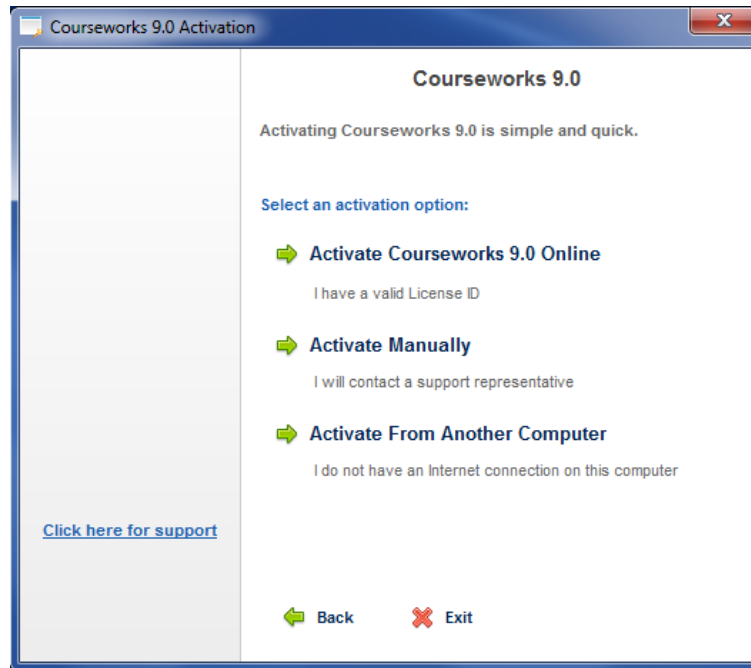 Courseworks 9.0 Activation
Courseworks 9.0
Activating Courseworks 9.0 is simple and quick.
Select an activation option:
Activate Courseworks 9.0 Online
I have a valid License ID
Activate Manually
I will contact a support representative
Activate From Another Computer
I do not have an Internet connection on this computer
Click here for support
Back
Exit